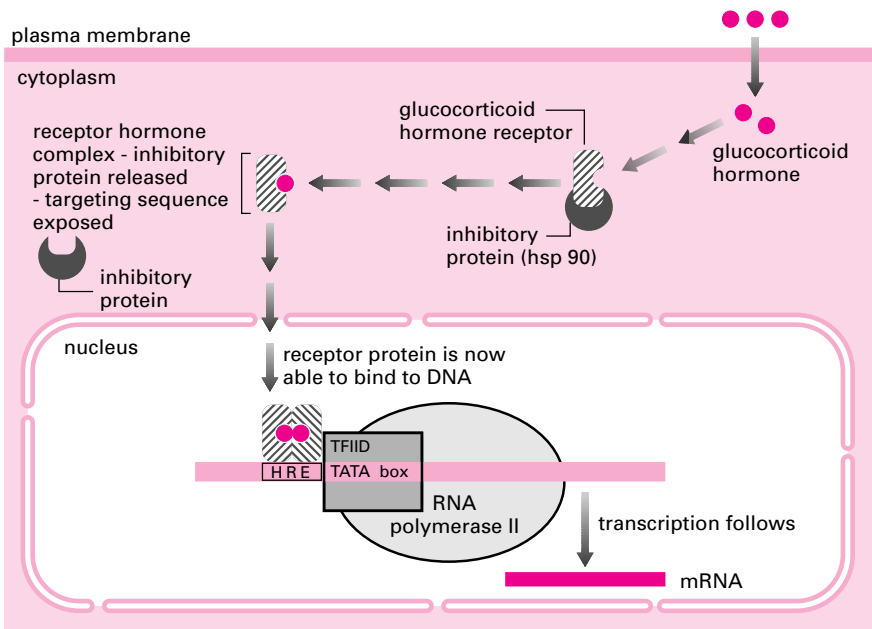 plasma membrane
cytoplasm
glucocorticoid
hormone receptor
glucocorticoid
hormone
receptor hormone
complex - inhibitory
protein released
- targeting sequence
exposed
inhibitory
protein (hsp 90)
inhibitory
protein
nucleus
receptor protein is now
able to bind to DNA
TFIID
HRE
TATA box
RNA
polymerase II
transcription follows
mRNA